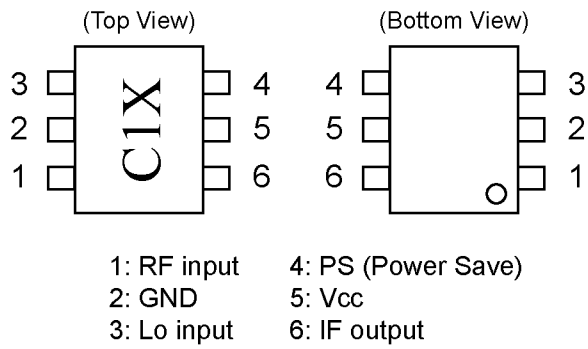 (Top View) (Bottom View)
3 4 4 3
2 C1X 5 5 2
1 6 6 1
1: RF input 4: PS (Power Save)
2: GND 5: Vcc
3: Lo input 6: IF output